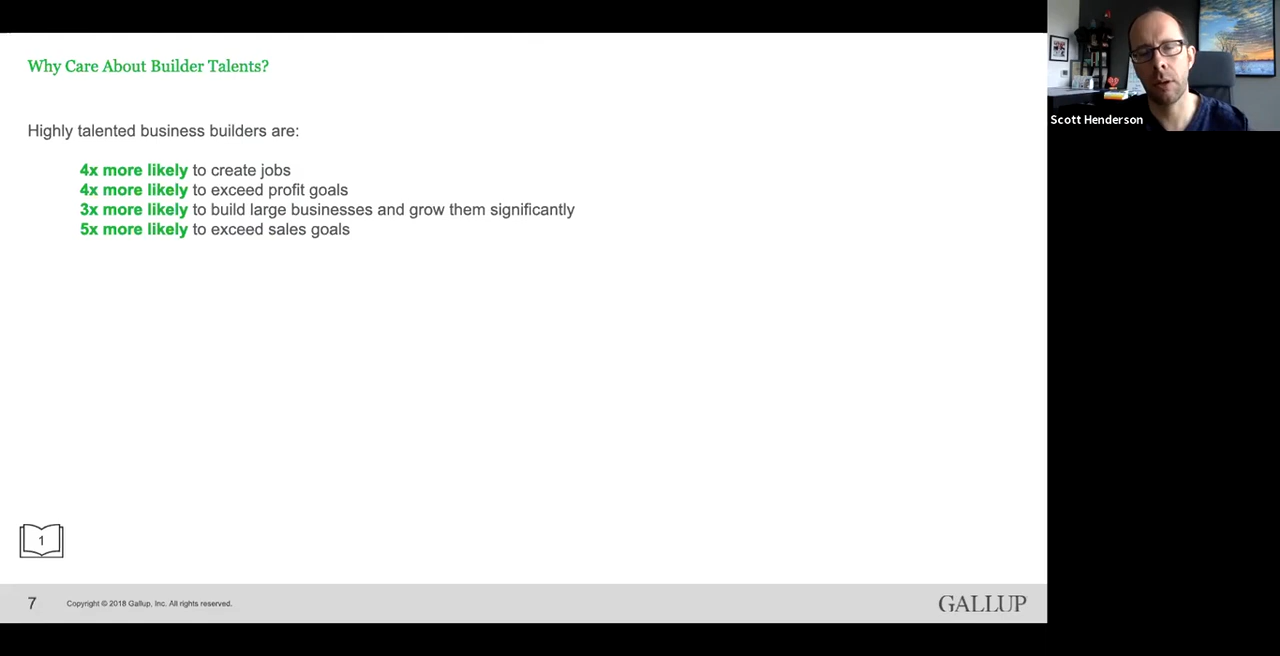 Why Care About Builder Talents?
Highly talented business builders are:
4x more likely to create jobs
4x more likely to exceed profit goals
3x more likely to build large businesses and grow them significantly
5x more likely to exceed sales goals
1
7
Copyright © 2018 Gallup, Inc. All rights reserved.
GALLUP
Scott Henderson